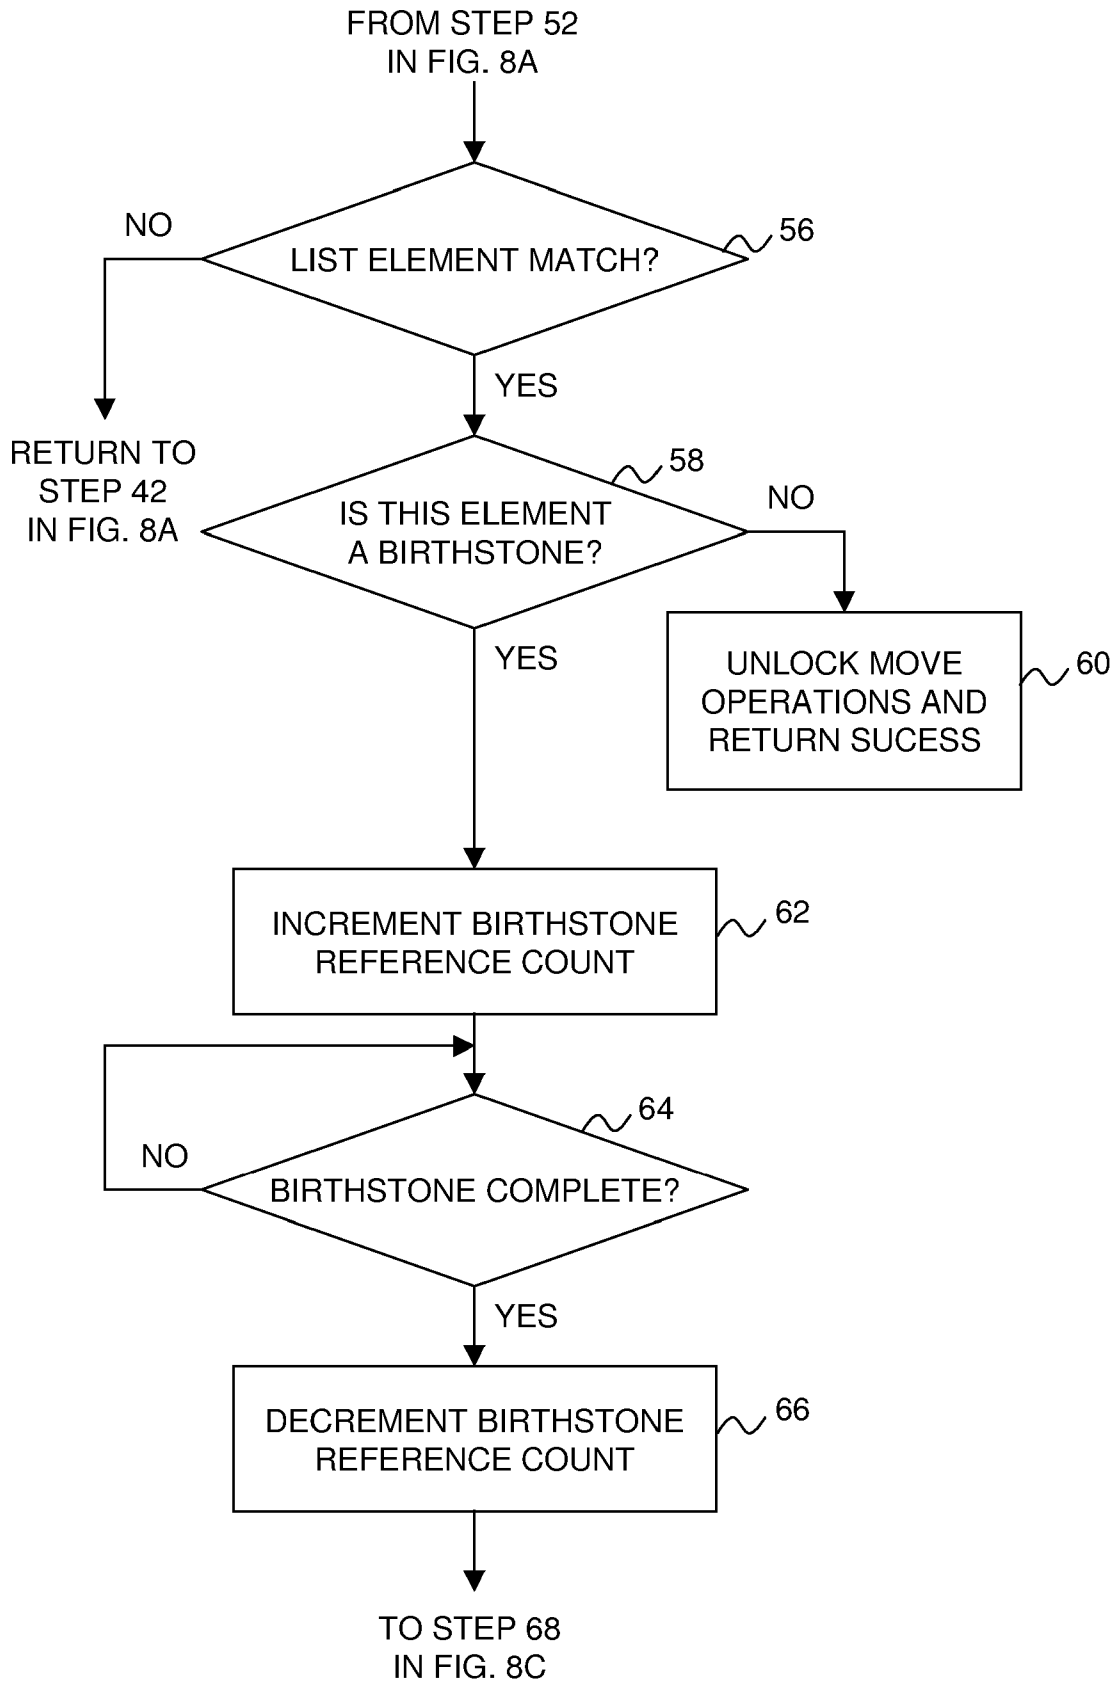 FROM STEP 52
IN FIG. 8A
NO
LIST ELEMENT MATCH?
56
YES
RETURN TO
STEP 42
IN FIG. 8A
58
IS THIS ELEMENT
A BIRTHSTONE?
NO
YES
UNLOCK MOVE
OPERATIONS AND
RETURN SUCESS
60
INCREMENT BIRTHSTONE
REFERENCE COUNT
62
64
NO
BIRTHSTONE COMPLETE?
YES
DECREMENT BIRTHSTONE
REFERENCE COUNT
66
TO STEP 68
IN FIG. 8C